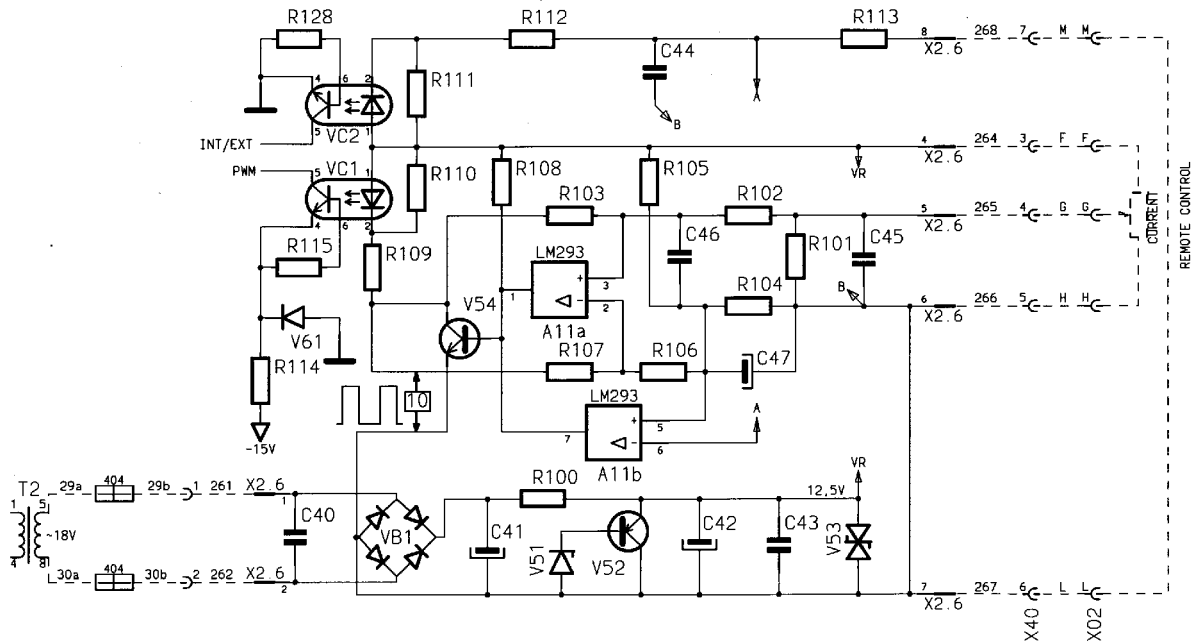 R128
R112
R113
8
268
7
M
M
X2.6
4
6
2
C44
R111
A
B
5
1
VC2
INT/EXT
4
264
3
F
F
X2.6
VR
PWM
VC1
5
1
R110
R108
R105
R103
R102
5
265
4
G
G
X2.6
4
6
2
R115
R109
C46
R101
C45
CURRENT
REMOTE CONTROL
LM293
+
3
1
-
2
A11a
R104
B
6
266
5
H
H
X2.6
V54
V61
R107
R106
C47
R114
10
LM293
+
5
7
-
6
A11b
A
-15V
T2
29a
404
29b
1
261
X2.6
1
R100
VR
12,5V
1
5
~18V
4
8
C40
VB1
C41
V51
V52
C42
C43
V53
30a
404
30b
2
262
X2.6
2
7
267
6
L
L
X2.6
X40
X02